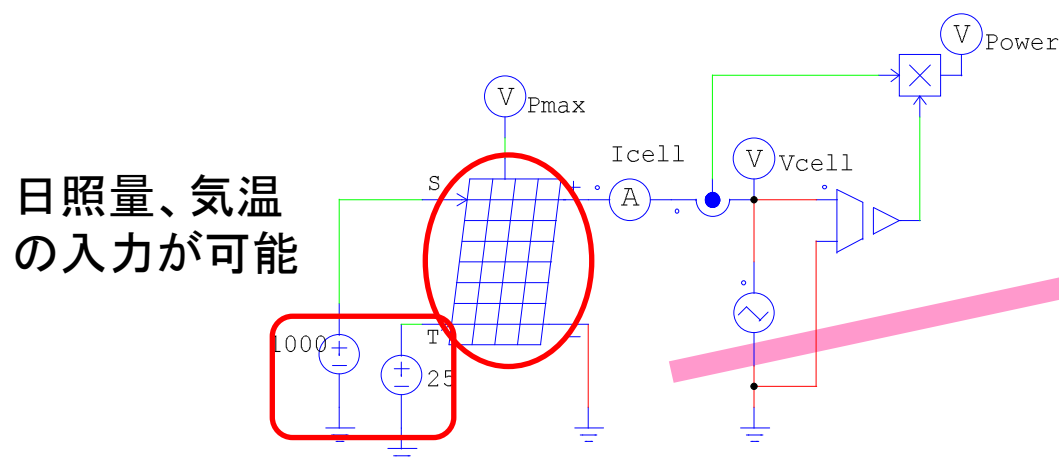 V Power
V Pmax
Icell
V Vcell
日照量、気温
の入力が可能
S
+
A
1000
T
25
-